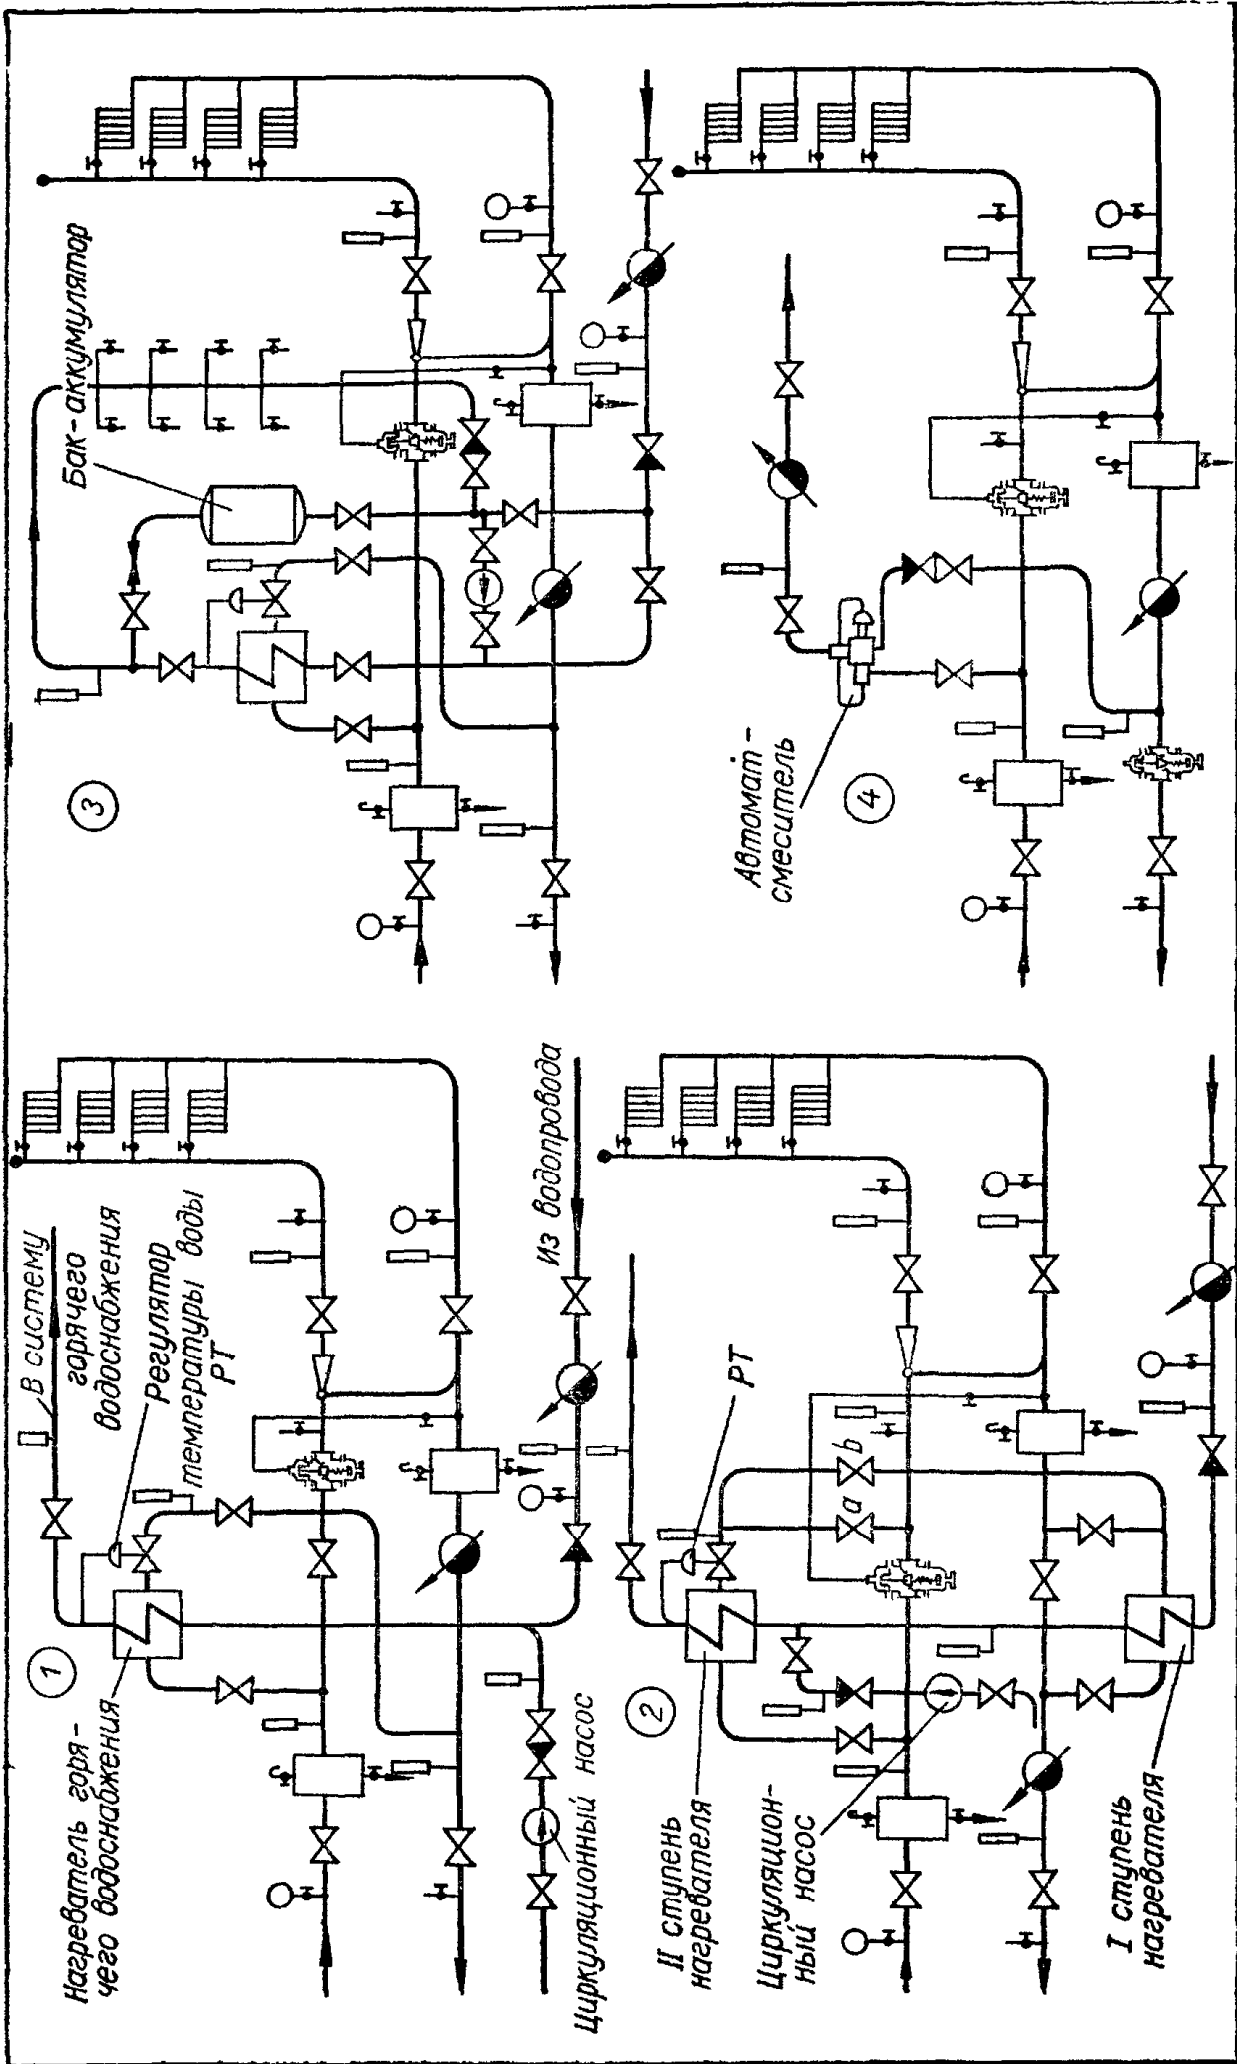 1
В систему
горячего
водоснабжения
Регулятор
температуры воды
РТ
Нагреватель горя-
чего водоснабжения
Из водопровода
Циркуляционный насос
2
РТ
a
b
II ступень
нагревателя
Циркуляцион-
ный насос
I ступень
нагревателя
3
Бак-аккумулятор
4
Автомат-
смеситель